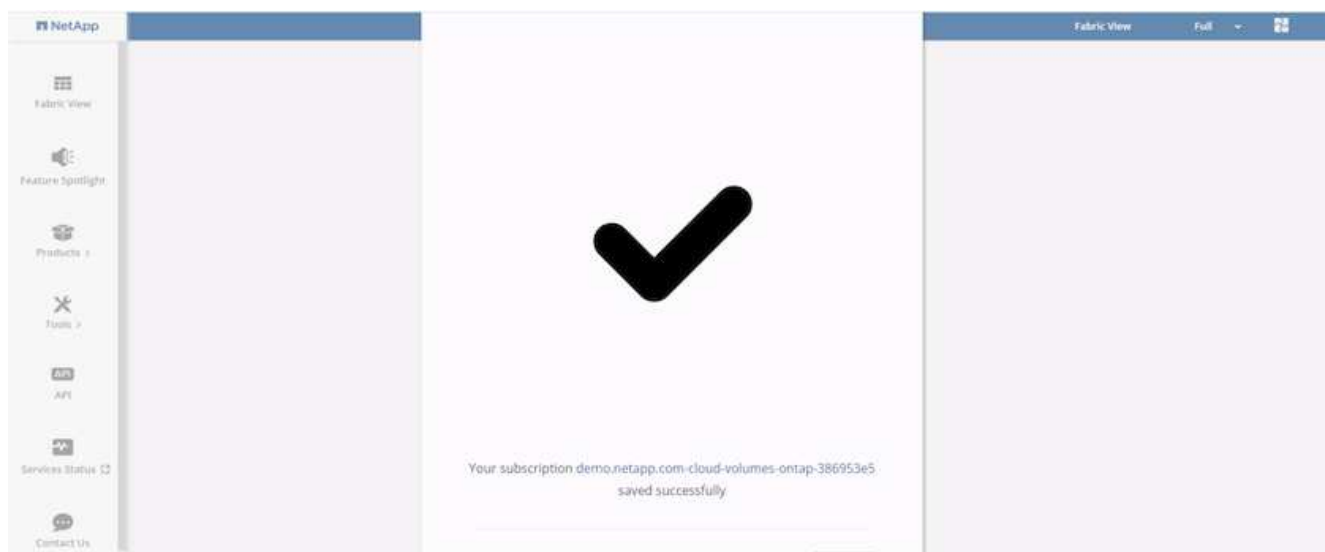 NetApp
Fabric View
Full
Fabric View
Feature Spotlight
Products >
Tools >
API
API
Services Status
Contact Us
Your subscription demo.netapp.com-cloud-volumes-ontap-386953e5
saved successfully